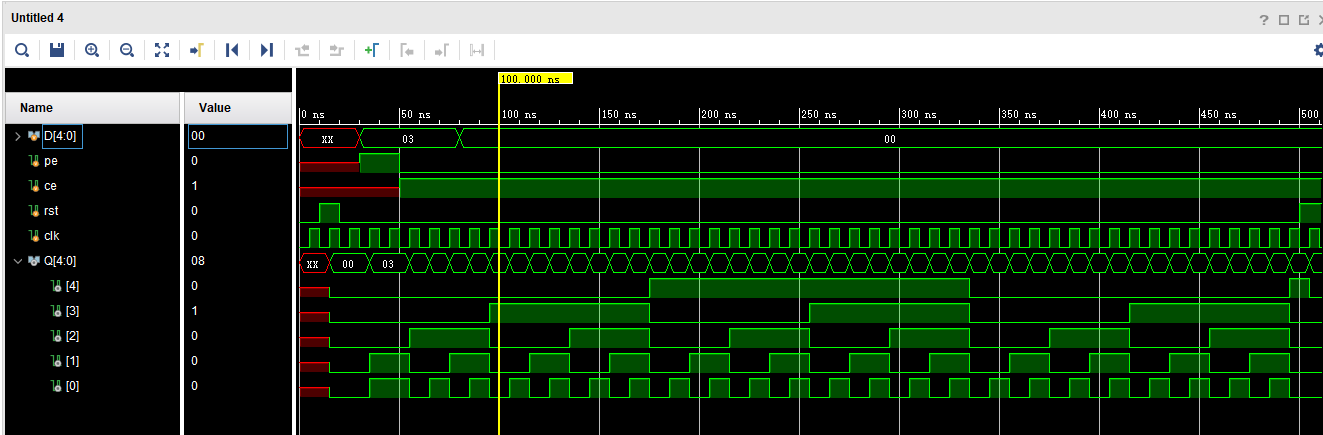 Untitled 4
?
100.000 ns
Name Value
0 ns 50 ns 100 ns 150 ns 200 ns 250 ns 300 ns 350 ns 400 ns 450 ns 500
D[4:0] 00 XX 03 00
pe 0
ce 1
rst 0
clk 0
Q[4:0] 08 XX 00 03
[4] 0
[3] 1
[2] 0
[1] 0
[0] 0